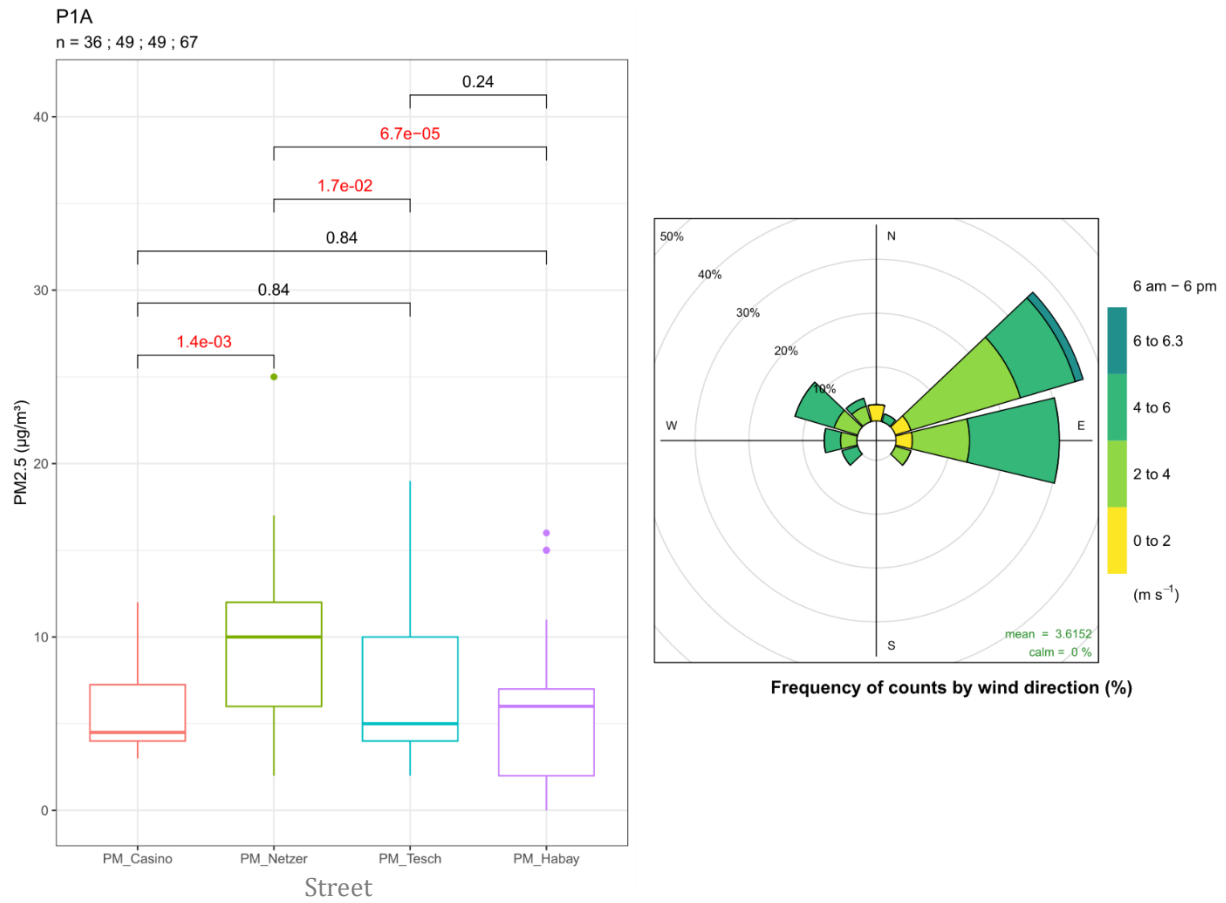 P1A
n = 36 ; 49 ; 49 ; 67
0.24
6.7e−05
1.7e-02
0.84
0.84
1.4e-03
40
30
20
10
0
PM2.5 (µg/m³)
PM_Casino
PM_Netzer
PM_Tesch
PM_Habay
Street
50%
40%
30%
20%
10%
N
W
E
S
mean = 3.6152
calm = 0 %
6 am − 6 pm
6 to 6.3
4 to 6
2 to 4
0 to 2
(m s⁻¹)
Frequency of counts by wind direction (%)